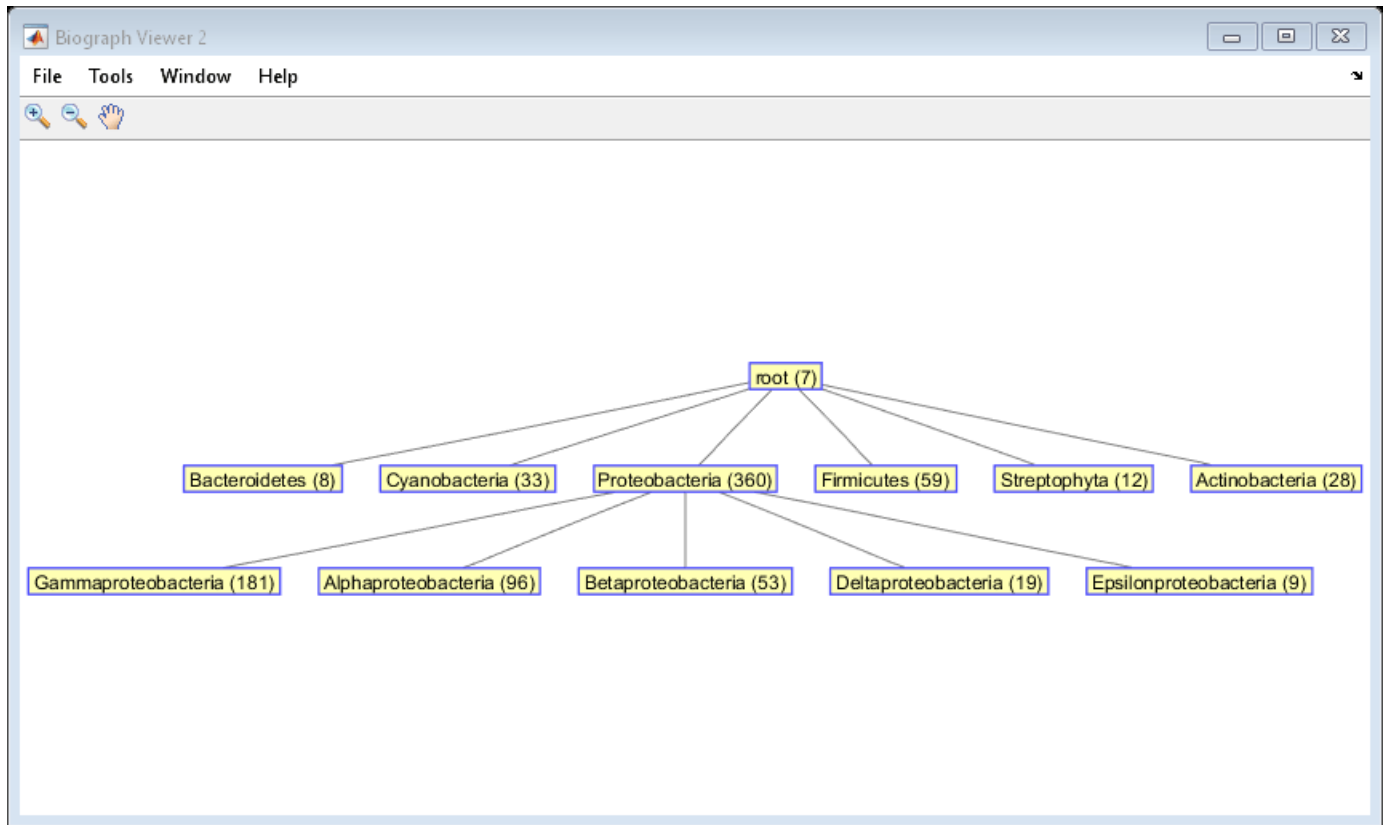 Biograph Viewer 2
File Tools Window Help
root (7)
Bacteroidetes (8) Cyanobacteria (33) Proteobacteria (360) Firmicutes (59) Streptophyta (12) Actinobacteria (28)
Gammaproteobacteria (181) Alphaproteobacteria (96) Betaproteobacteria (53) Deltaproteobacteria (19) Epsilonproteobacteria (9)